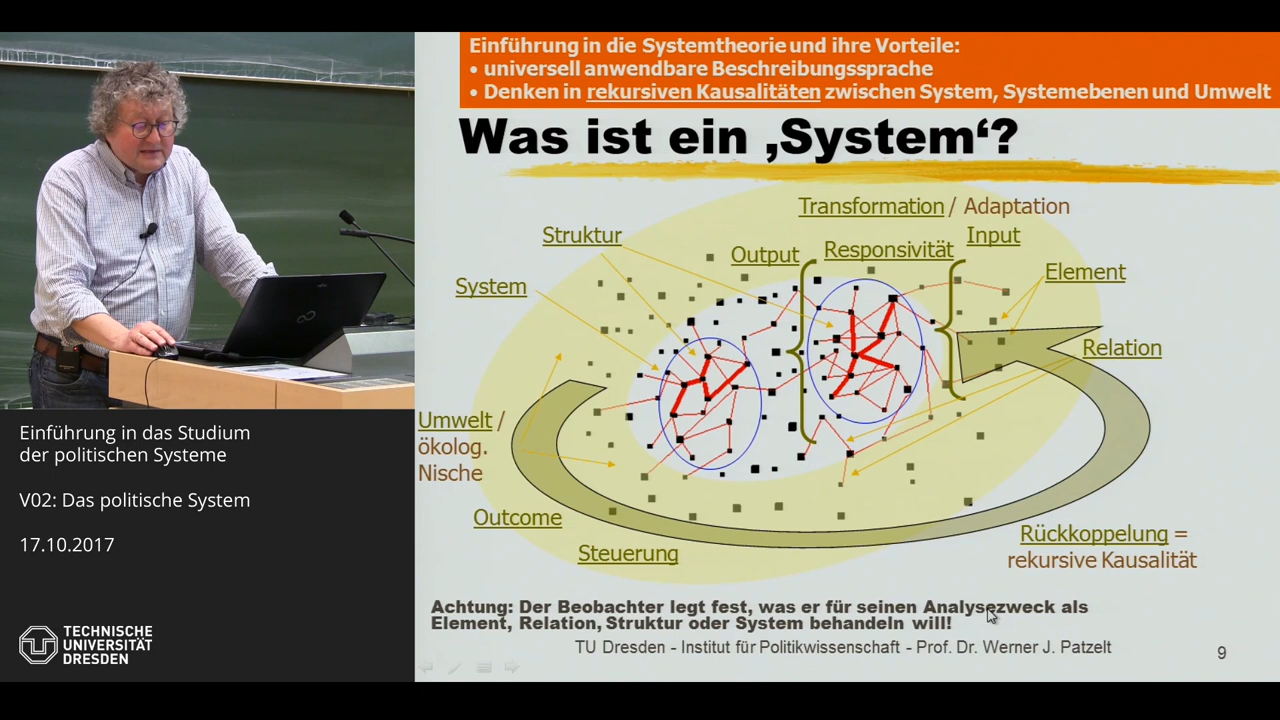 Einführung in die Systemtheorie und ihre Vorteile:
• universell anwendbare Beschreibungssprache
• Denken in rekursiven Kausalitäten zwischen System, Systemebenen und Umwelt
Was ist ein ‚System‘?
Transformation / Adaptation
Struktur
Output
Responsivität
Input
System
Element
Relation
Umwelt /
ökolog.
Nische
Outcome
Steuerung
Rückkoppelung =
rekursive Kausalität
Achtung: Der Beobachter legt fest, was er für seinen Analysezweck als
Element, Relation, Struktur oder System behandeln will!
TU Dresden - Institut für Politikwissenschaft - Prof. Dr. Werner J. Patzelt
9
Einführung in das Studium
der politischen Systeme
V02: Das politische System
17.10.2017
TECHNISCHE
UNIVERSITÄT
DRESDEN